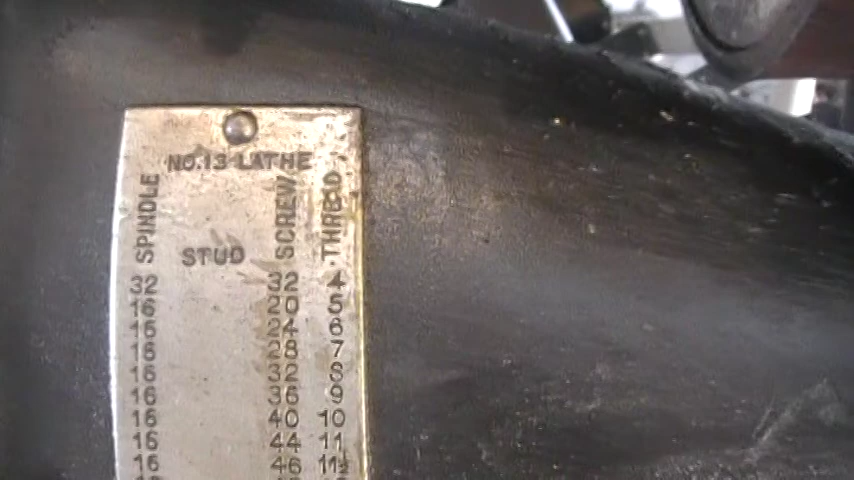 NO.13 LATHE
SPINDLE STUD SCREW THREAD
32 32 4
16 20 5
16 24 6
16 28 7
16 32 8
16 36 9
16 40 10
16 44 11
16 46 11½